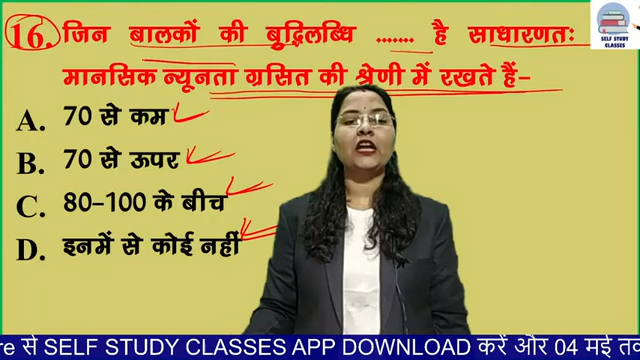 16. जिन बालकों की बुद्धिलब्धि ....... है साधारणतः
मानसिक न्यूनता ग्रसित की श्रेणी में रखते हैं-
A. 70 से कम
B. 70 से ऊपर
C. 80-100 के बीच
D. इनमें से कोई नहीं
SELF STUDY
CLASSES
re से SELF STUDY CLASSES APP DOWNLOAD करें और 04 मई तक